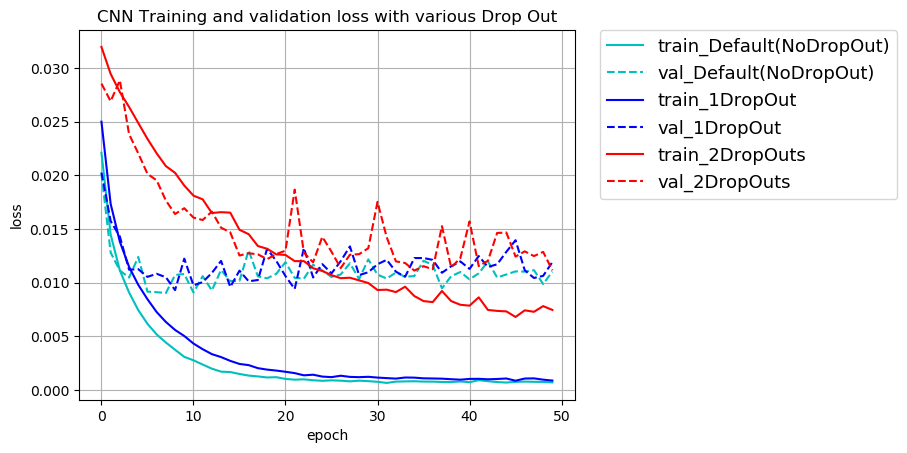 CNN Training and validation loss with various Drop Out
train_Default(NoDropOut)
val_Default(NoDropOut)
train_1DropOut
val_1DropOut
train_2DropOuts
val_2DropOuts
loss
0.030
0.025
0.020
0.015
0.010
0.005
0.000
0 10 20 30 40 50
epoch